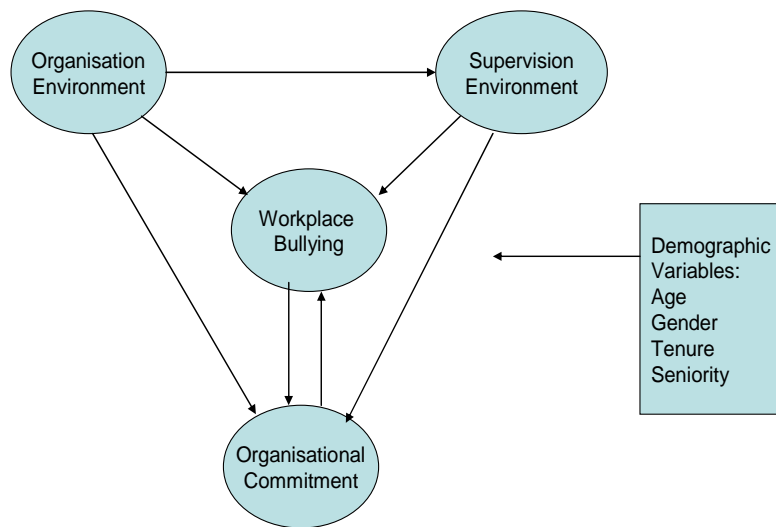 Organisation
Environment
Supervision
Environment
Workplace
Bullying
Demographic
Variables:
Age
Gender
Tenure
Seniority
Organisational
Commitment